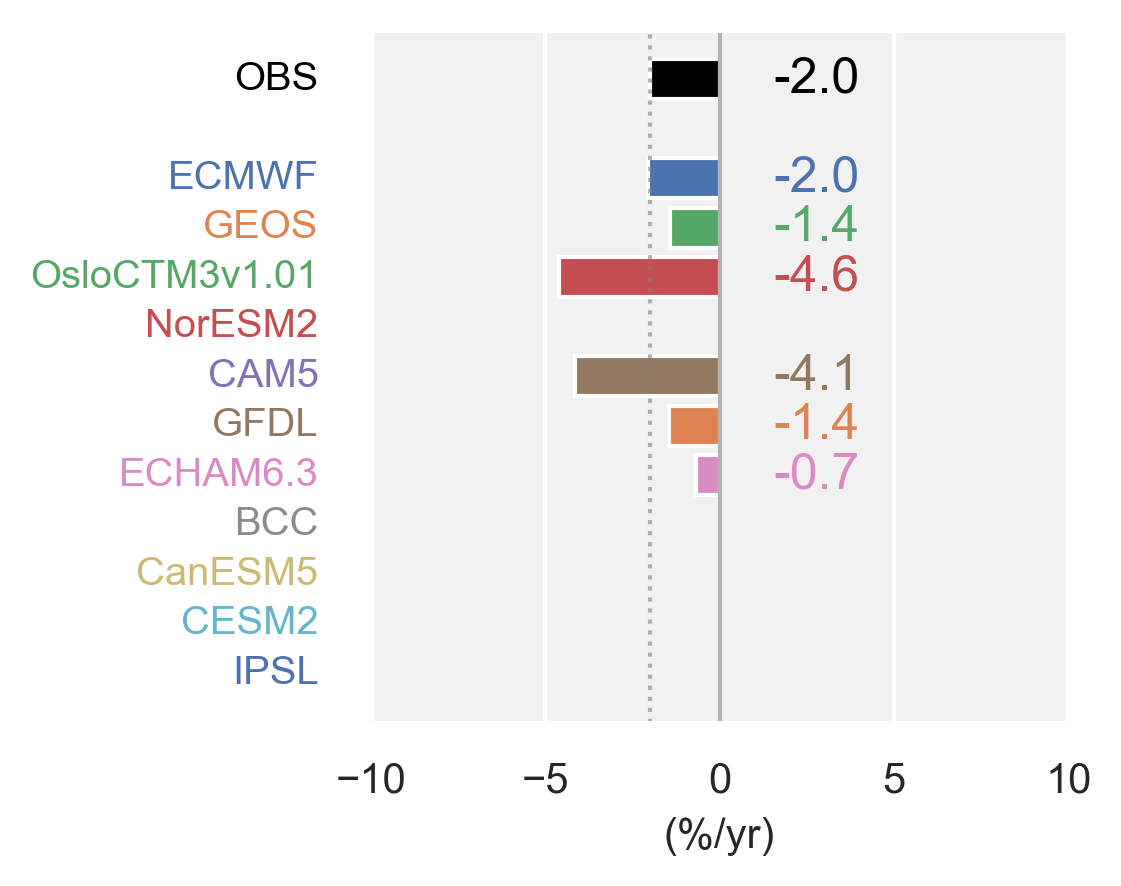 OBS -2.0
ECMWF -2.0
GEOS -1.4
OsloCTM3v1.01 -4.6
NorESM2
CAM5 -4.1
GFDL -1.4
ECHAM6.3 -0.7
BCC
CanESM5
CESM2
IPSL
−10 −5 0 5 10
(%/yr)